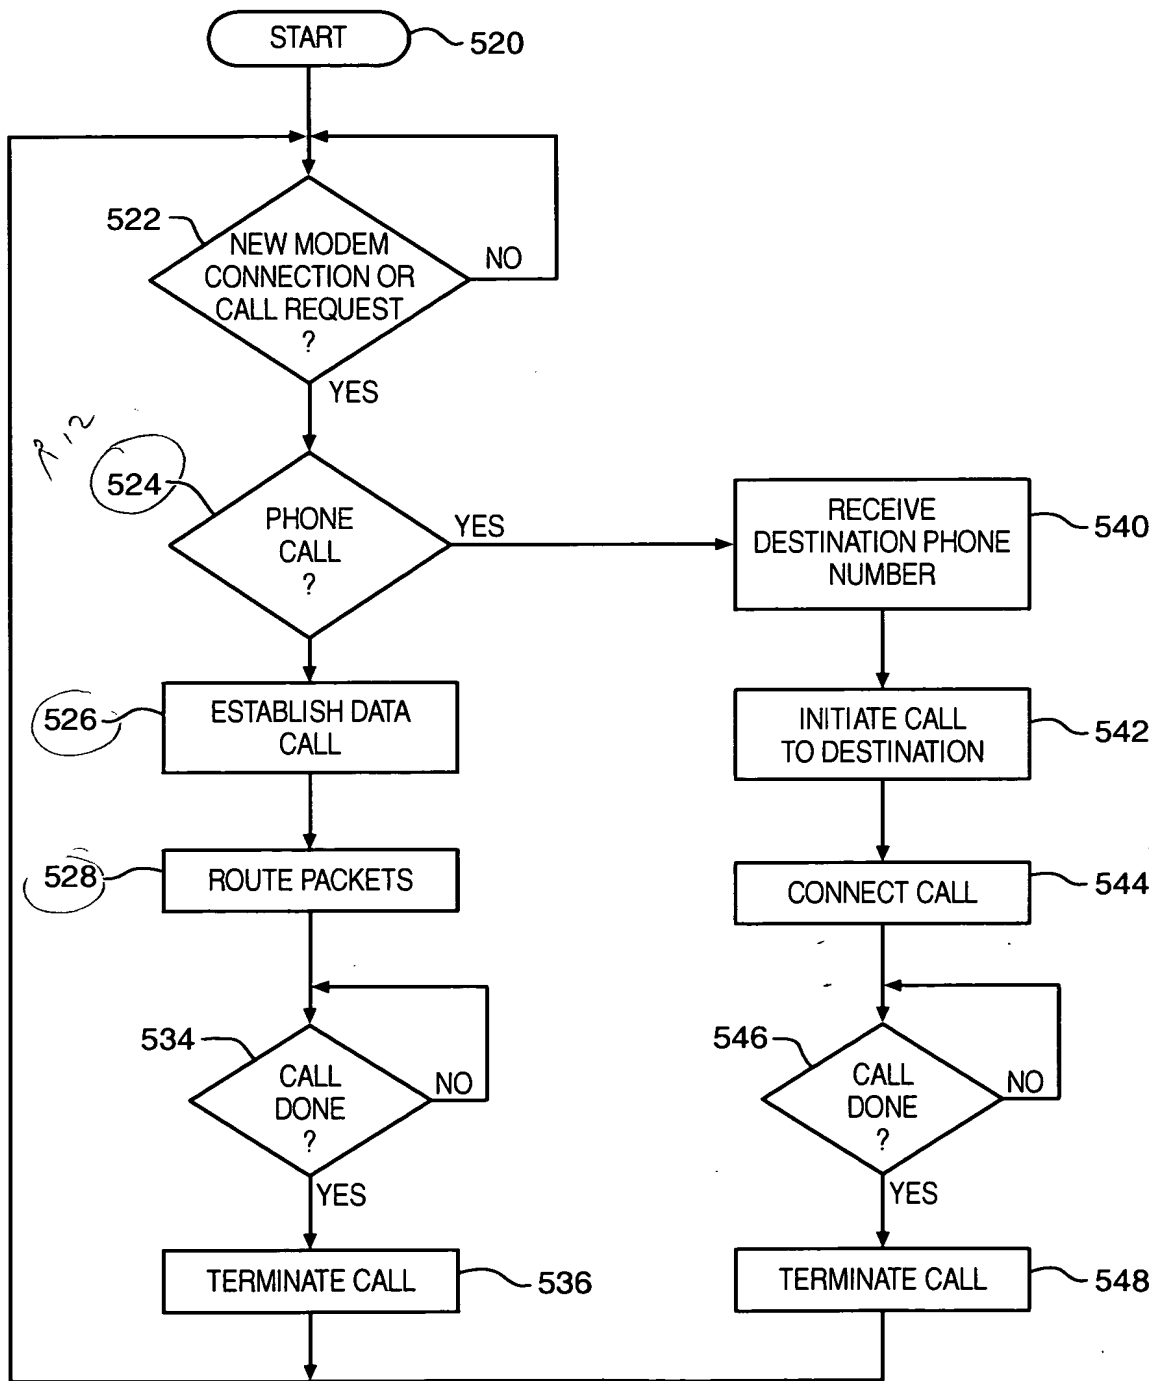 START
520
522
NEW MODEM
CONNECTION OR
CALL REQUEST
?
NO
YES
524
PHONE
CALL
?
YES
RECEIVE
DESTINATION PHONE
NUMBER
540
526
ESTABLISH DATA
CALL
INITIATE CALL
TO DESTINATION
542
528
ROUTE PACKETS
CONNECT CALL
544
534
CALL
DONE
?
NO
YES
546
CALL
DONE
?
NO
YES
TERMINATE CALL
536
TERMINATE CALL
548